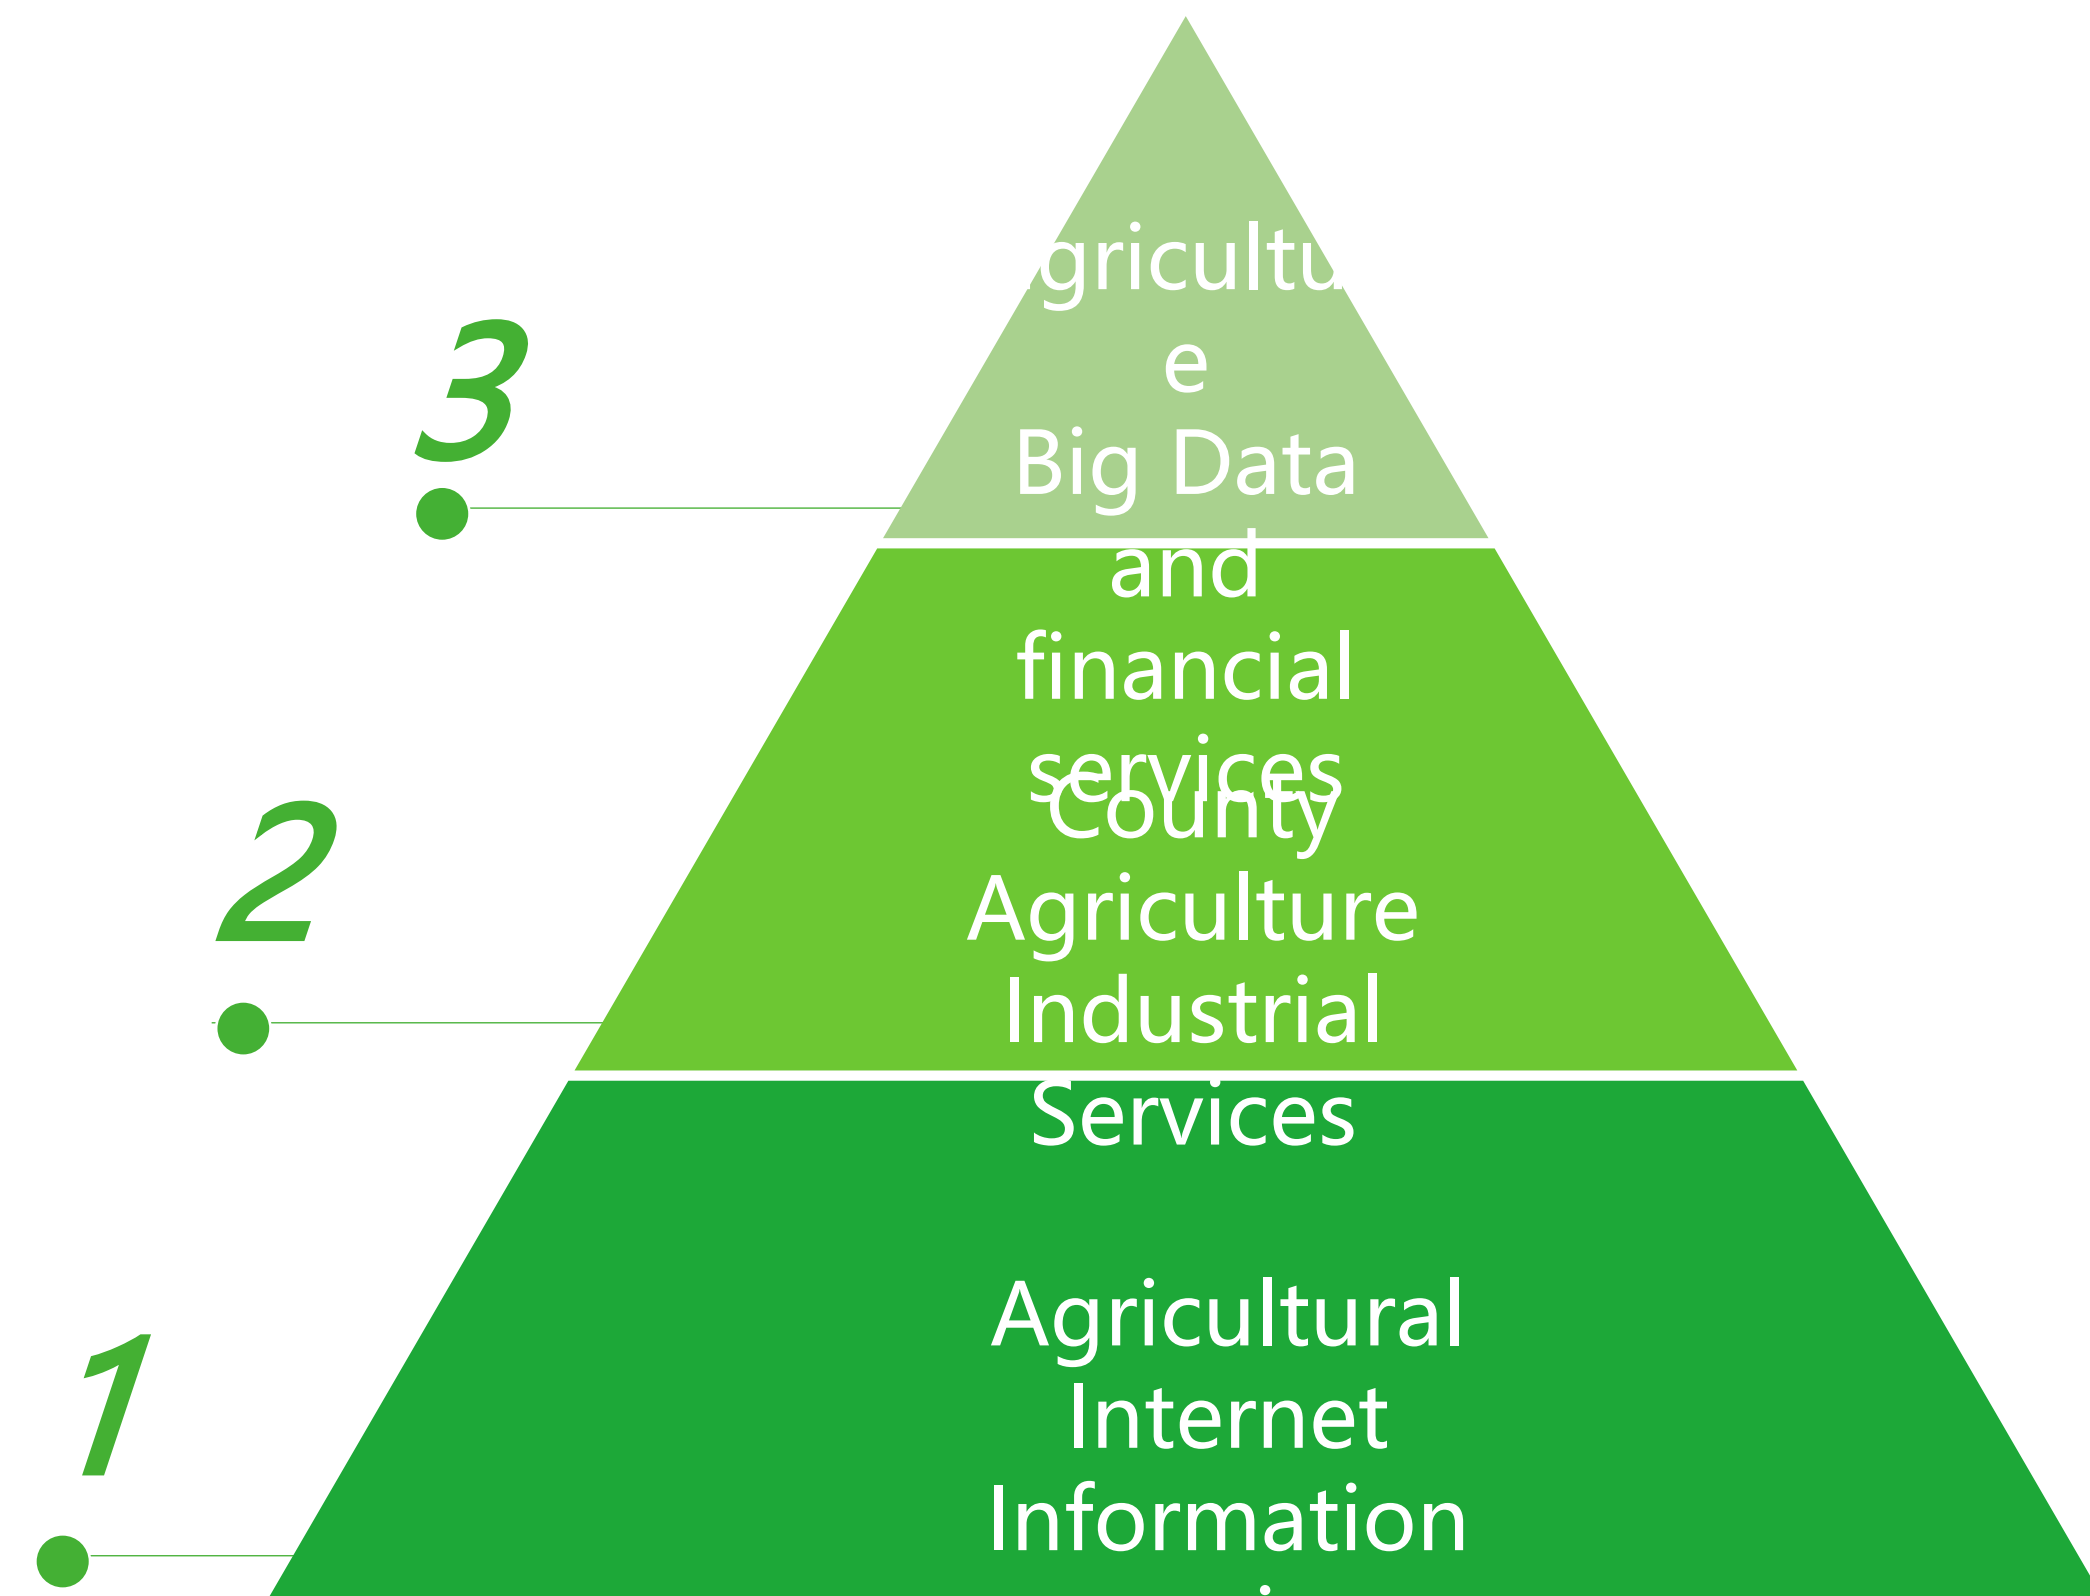 gricultu
e
Big Data
and
financial
services
3
County
Agriculture
Industrial
Services
2
Agricultural
Internet
Information
1